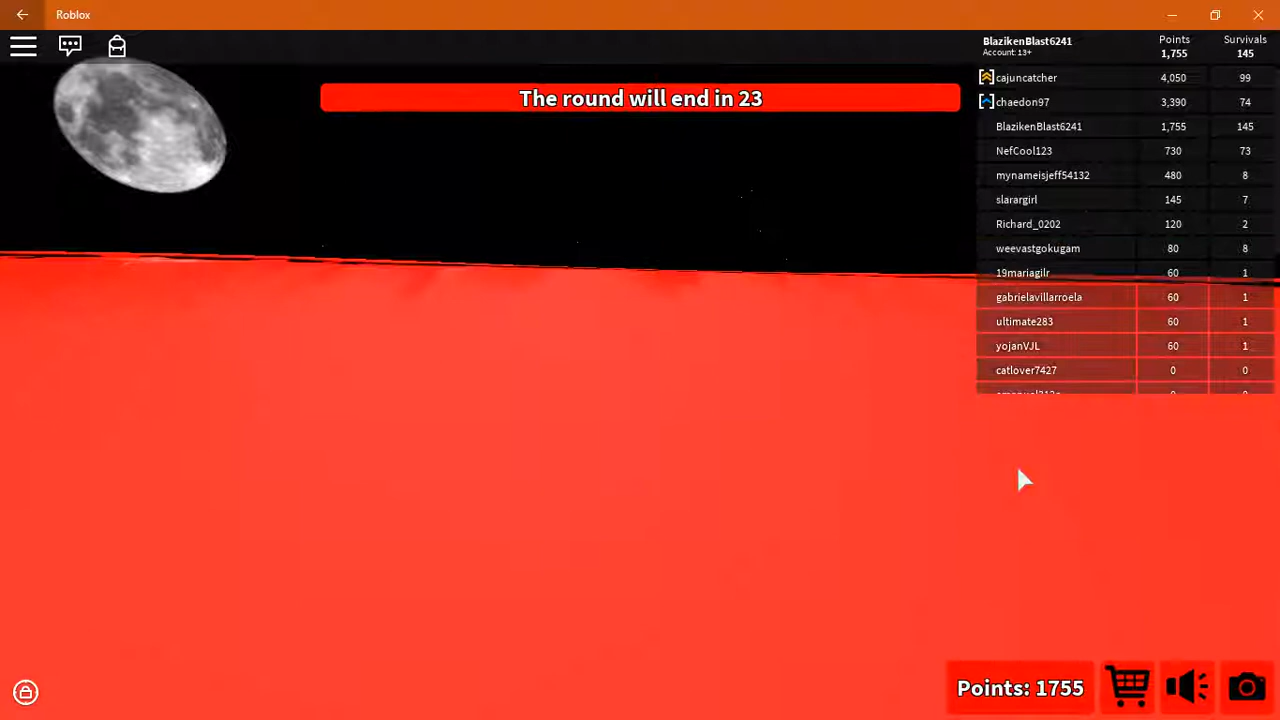 Roblox
BlazikenBlast6241 Points Survivals
Account: 13+ 1,755 145
The round will end in 23
cajuncatcher 4,050 99
chaedon97 3,390 74
BlazikenBlast6241 1,755 145
NefCool123 730 73
mynameisjeff54132 480 8
slarargirl 145 7
Richard_0202 120 2
weevastgokugam 80 8
19mariagilr 60 1
gabrielavillarroela 60 1
ultimate283 60 1
yojanVJL 60 1
catlover7427 0 0
Points: 1755